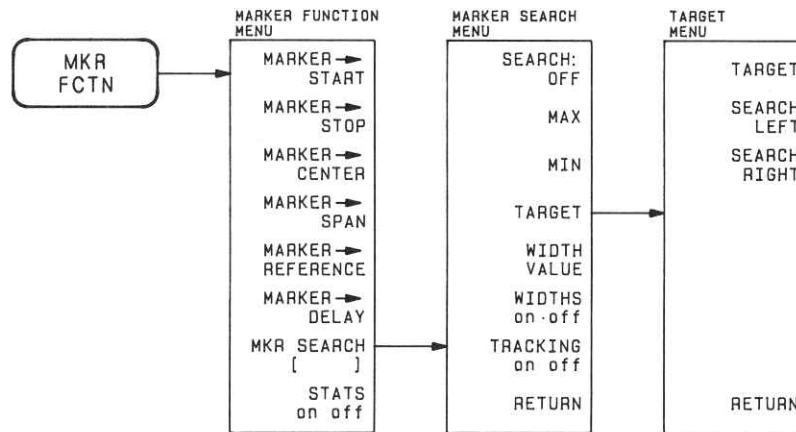 MKR
FCTN
MARKER FUNCTION
MENU
MARKER→
START
MARKER→
STOP
MARKER→
CENTER
MARKER→
SPAN
MARKER→
REFERENCE
MARKER→
DELAY
MKR SEARCH
[ ]
STATS
on off
MARKER SEARCH
MENU
SEARCH:
OFF
MAX
MIN
TARGET
WIDTH
VALUE
WIDTHS
on·off
TRACKING
on off
RETURN
TARGET
MENU
TARGET
SEARCH
LEFT
SEARCH
RIGHT
RETURN